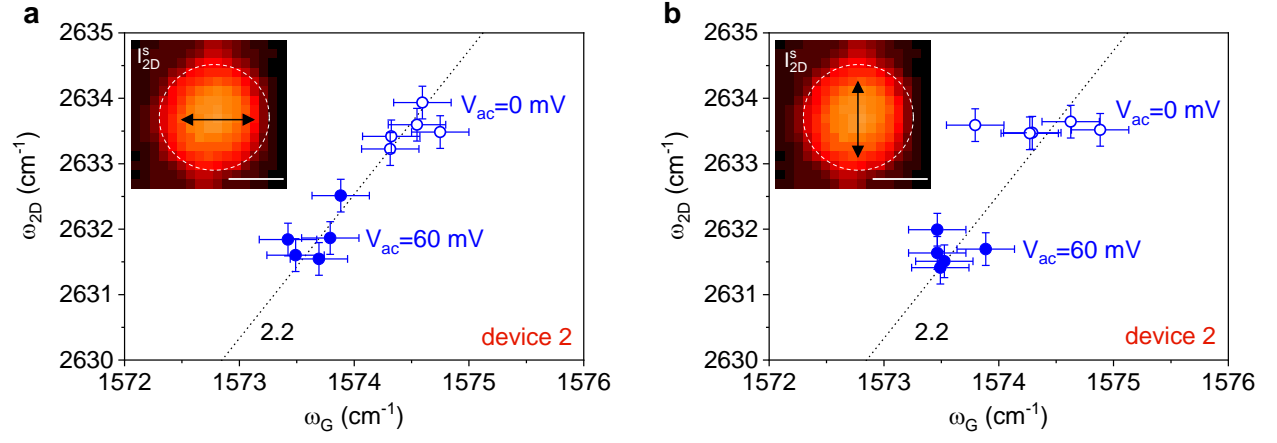 a
2635
2634
2633
2632
2631
2630
ω2D (cm-1)
I2Ds
Vac=0 mV
Vac=60 mV
2.2
device 2
1572 1573 1574 1575 1576
ωG (cm-1)
b
2635
2634
2633
2632
2631
2630
ω2D (cm-1)
I2Ds
Vac=0 mV
Vac=60 mV
2.2
device 2
1572 1573 1574 1575 1576
ωG (cm-1)